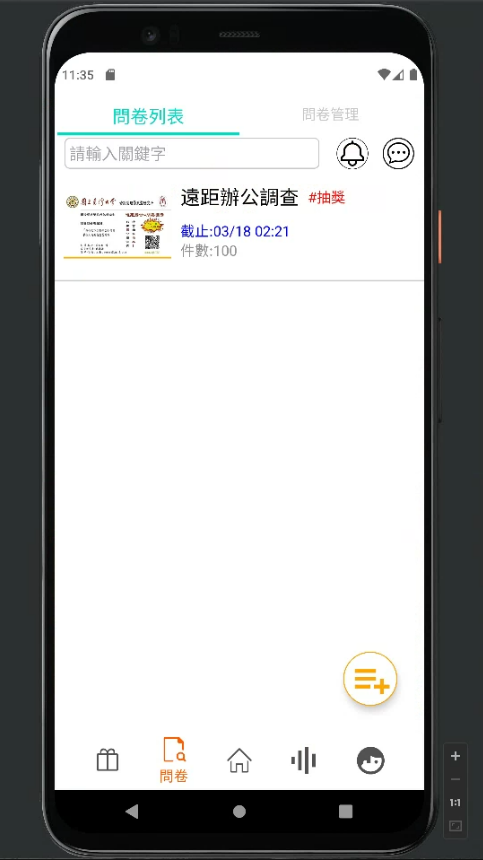 11:35
問卷列表
問卷管理
請輸入關鍵字
遠距辦公調查 #抽獎
截止:03/18 02:21
件數:100
問卷
1:1